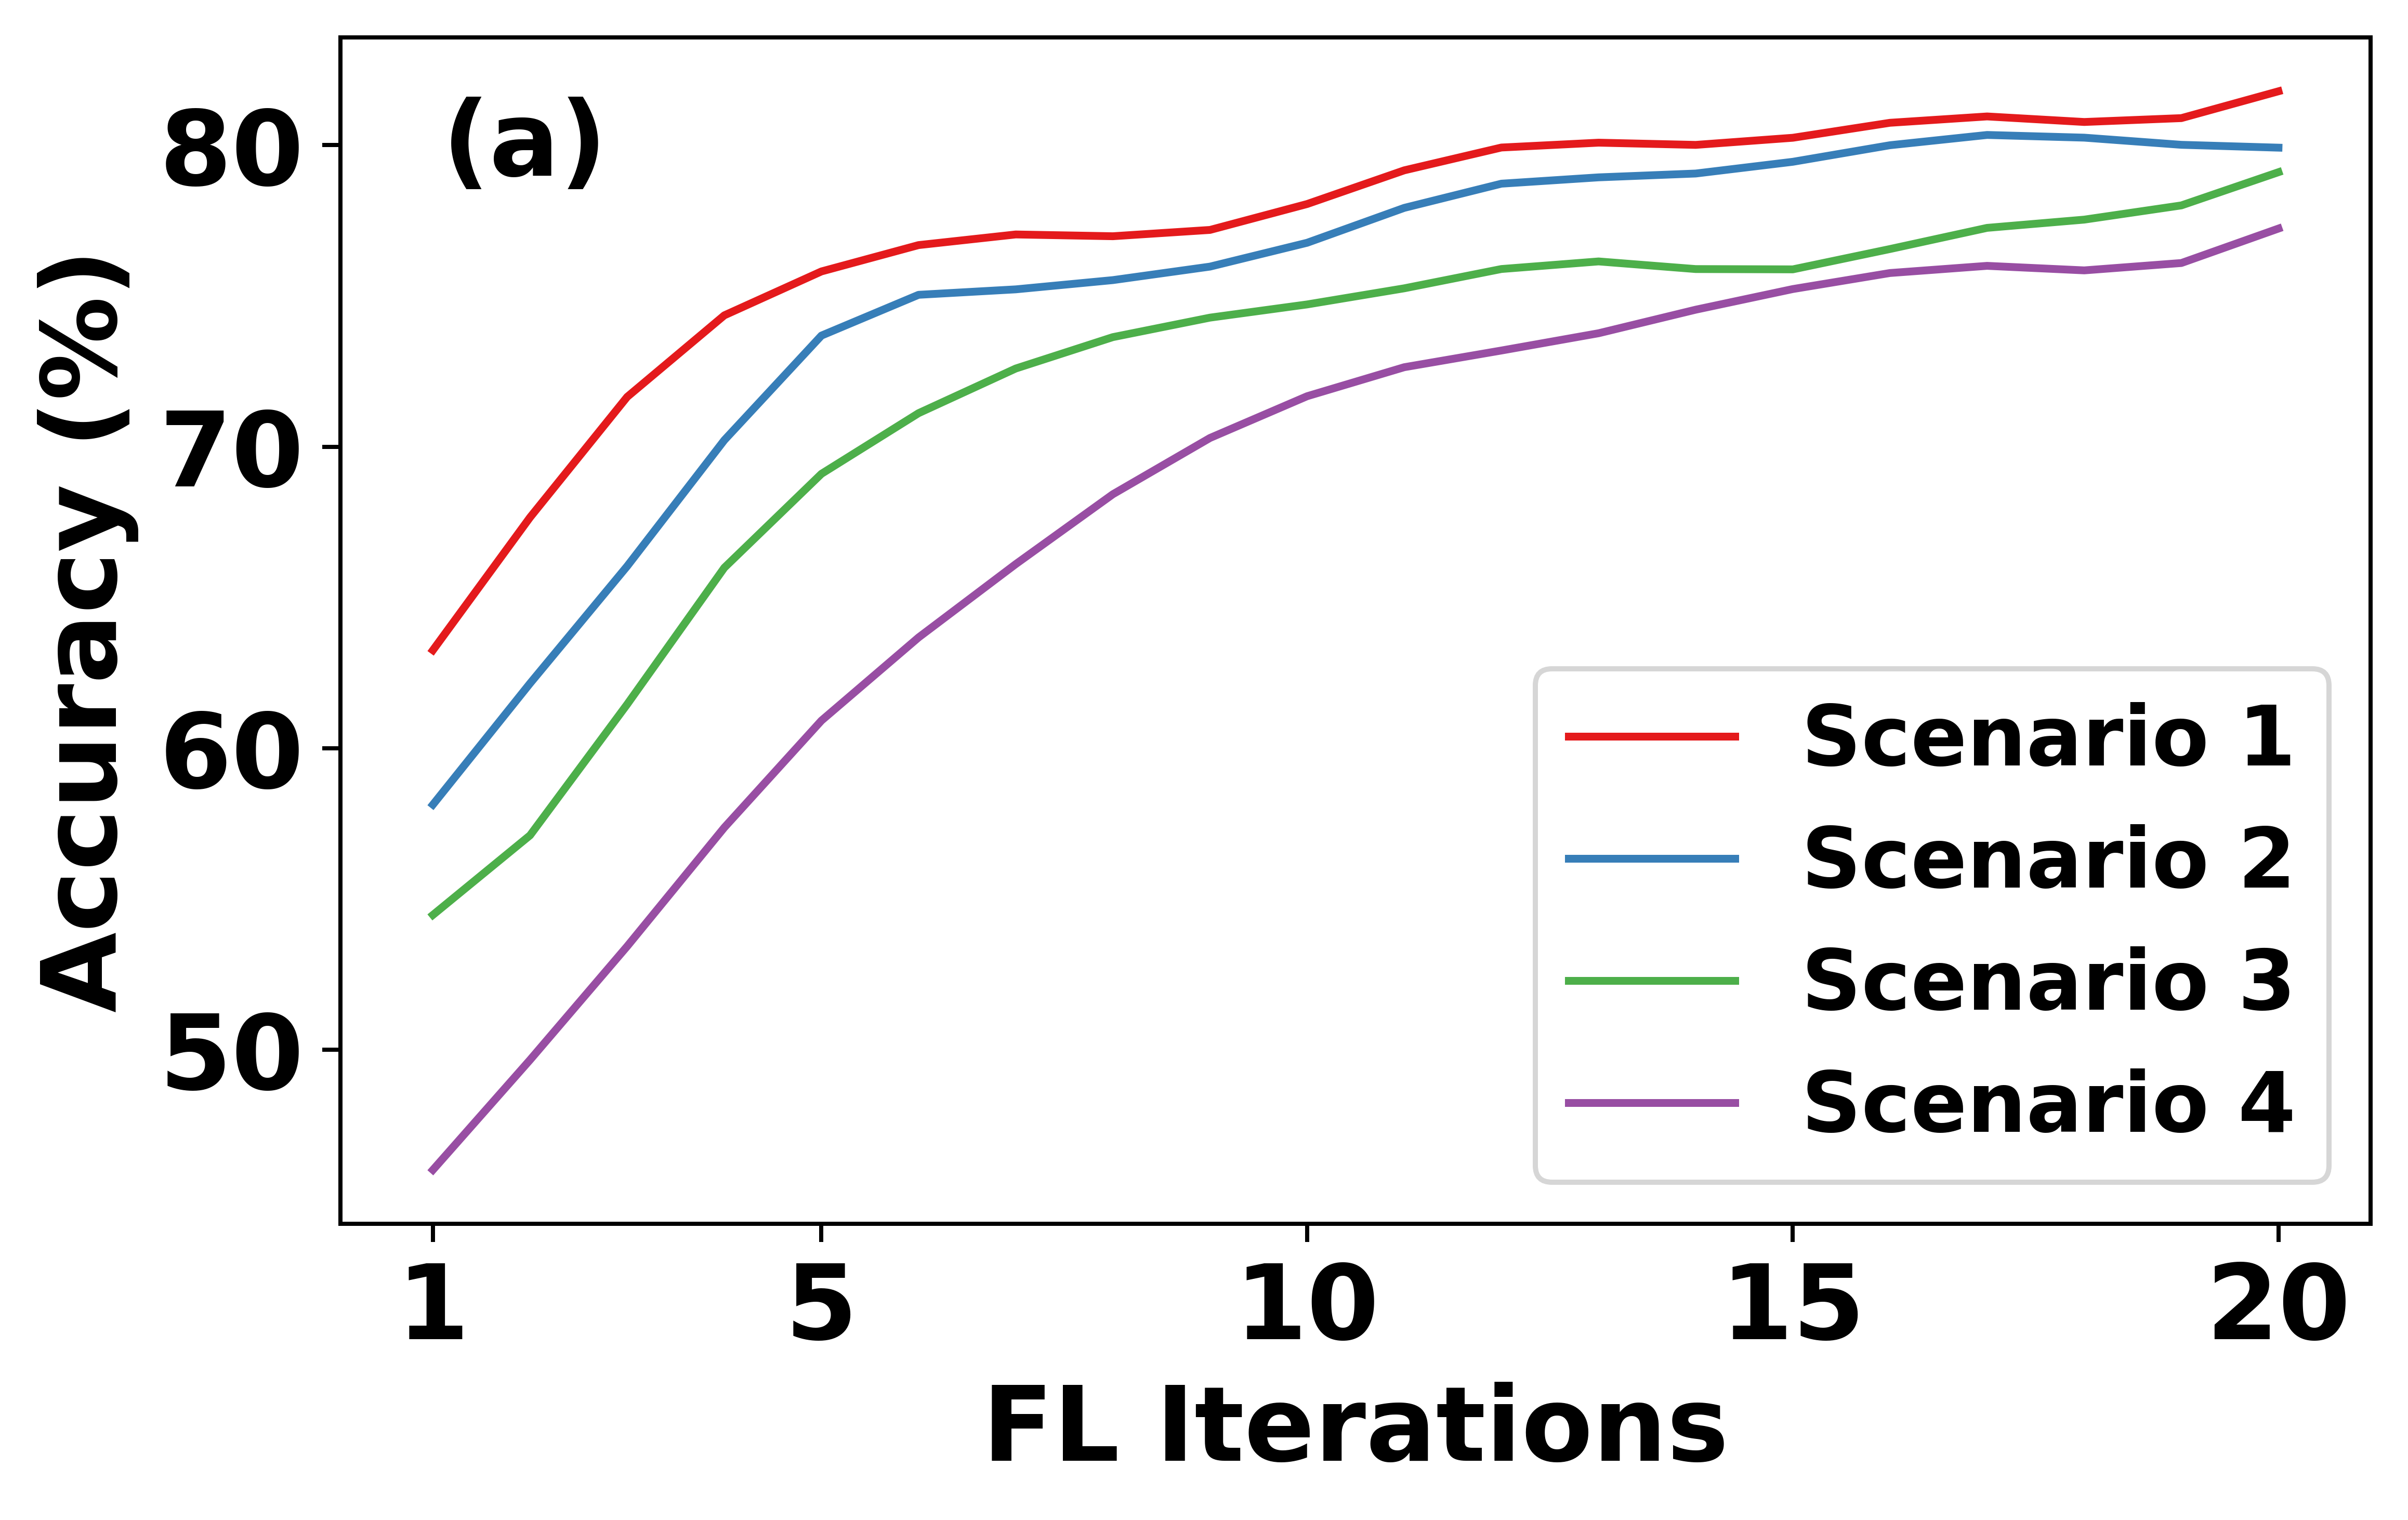 (a)
Accuracy (%)
80
70
60
50
Scenario 1
Scenario 2
Scenario 3
Scenario 4
1 5 10 15 20
FL Iterations